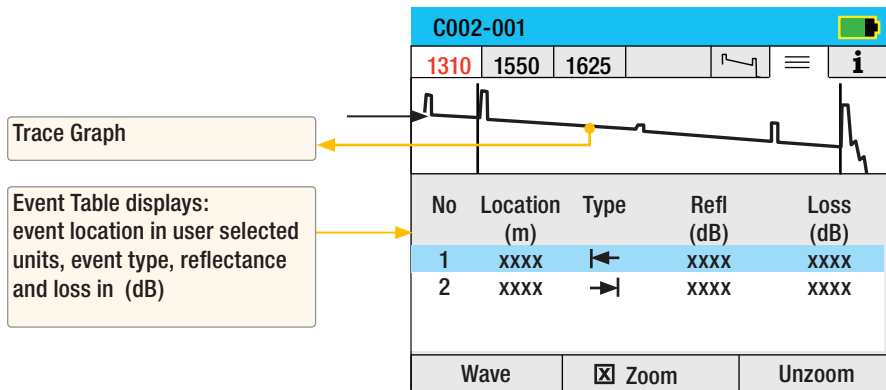 C002-001
1310 1550 1625 i
Trace Graph
Event Table displays:
event location in user selected
units, event type, reflectance
and loss in (dB)
No Location Type Refl Loss
(m) (dB) (dB)
1 xxxx xxxx xxxx
2 xxxx xxxx xxxx
Wave X Zoom Unzoom